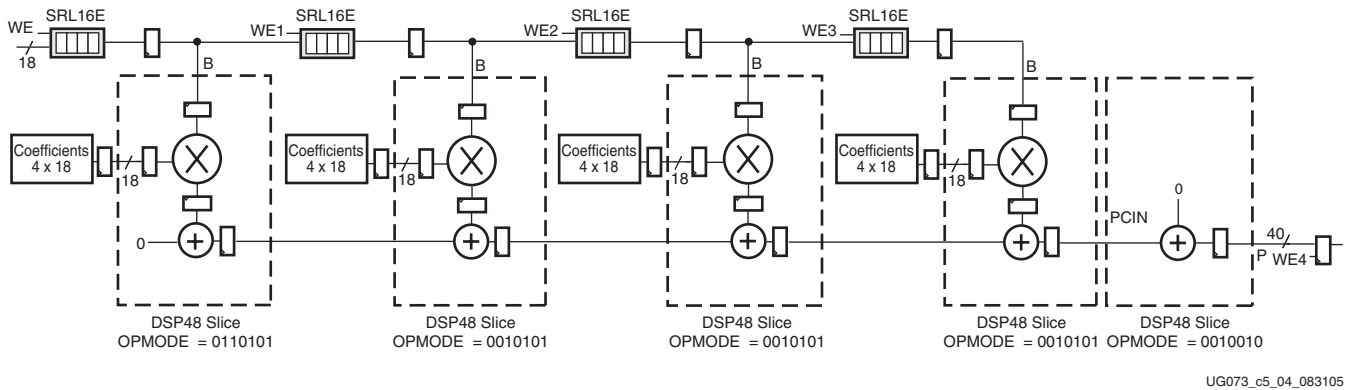 SRL16E
SRL16E
SRL16E
SRL16E
WE
WE1
WE2
WE3
18
B
B
B
B
Coefficients
4 x 18
18
Coefficients
4 x 18
18
Coefficients
4 x 18
18
Coefficients
4 x 18
18
0
PCIN
0
40
P WE4
DSP48 Slice
OPMODE = 0110101
DSP48 Slice
OPMODE = 0010101
DSP48 Slice
OPMODE = 0010101
DSP48 Slice
OPMODE = 0010101
DSP48 Slice
OPMODE = 0010010
UG073_c5_04_083105